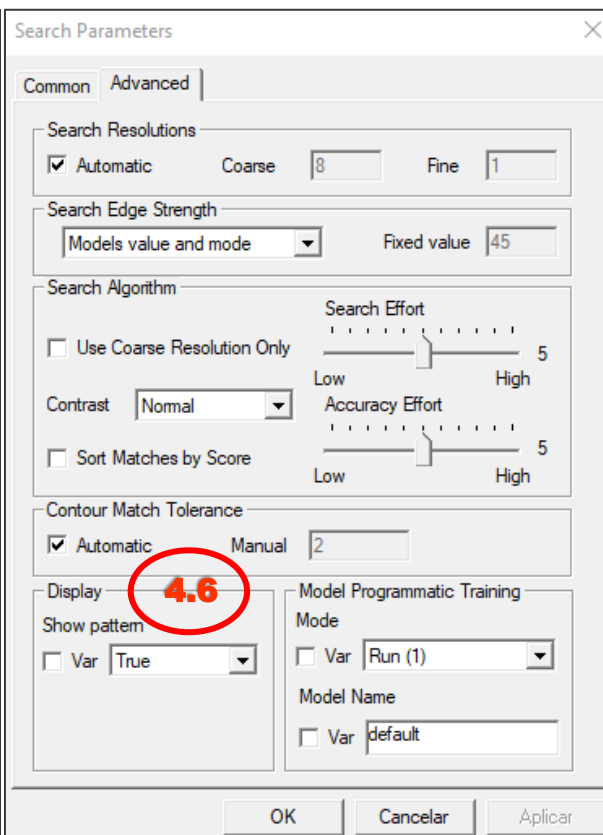 Search Parameters
Common Advanced
Search Resolutions
Automatic Coarse 8 Fine 1
Search Edge Strength
Models value and mode Fixed value 45
Search Algorithm
Search Effort
Use Coarse Resolution Only 5
Low High
Contrast Normal Accuracy Effort
Sort Matches by Score 5
Low High
Contour Match Tolerance
Automatic Manual 2
Display 4.6
Show pattern
Var True
Model Programmatic Training
Mode
Var Run (1)
Model Name
Var default
OK Cancelar Aplicar